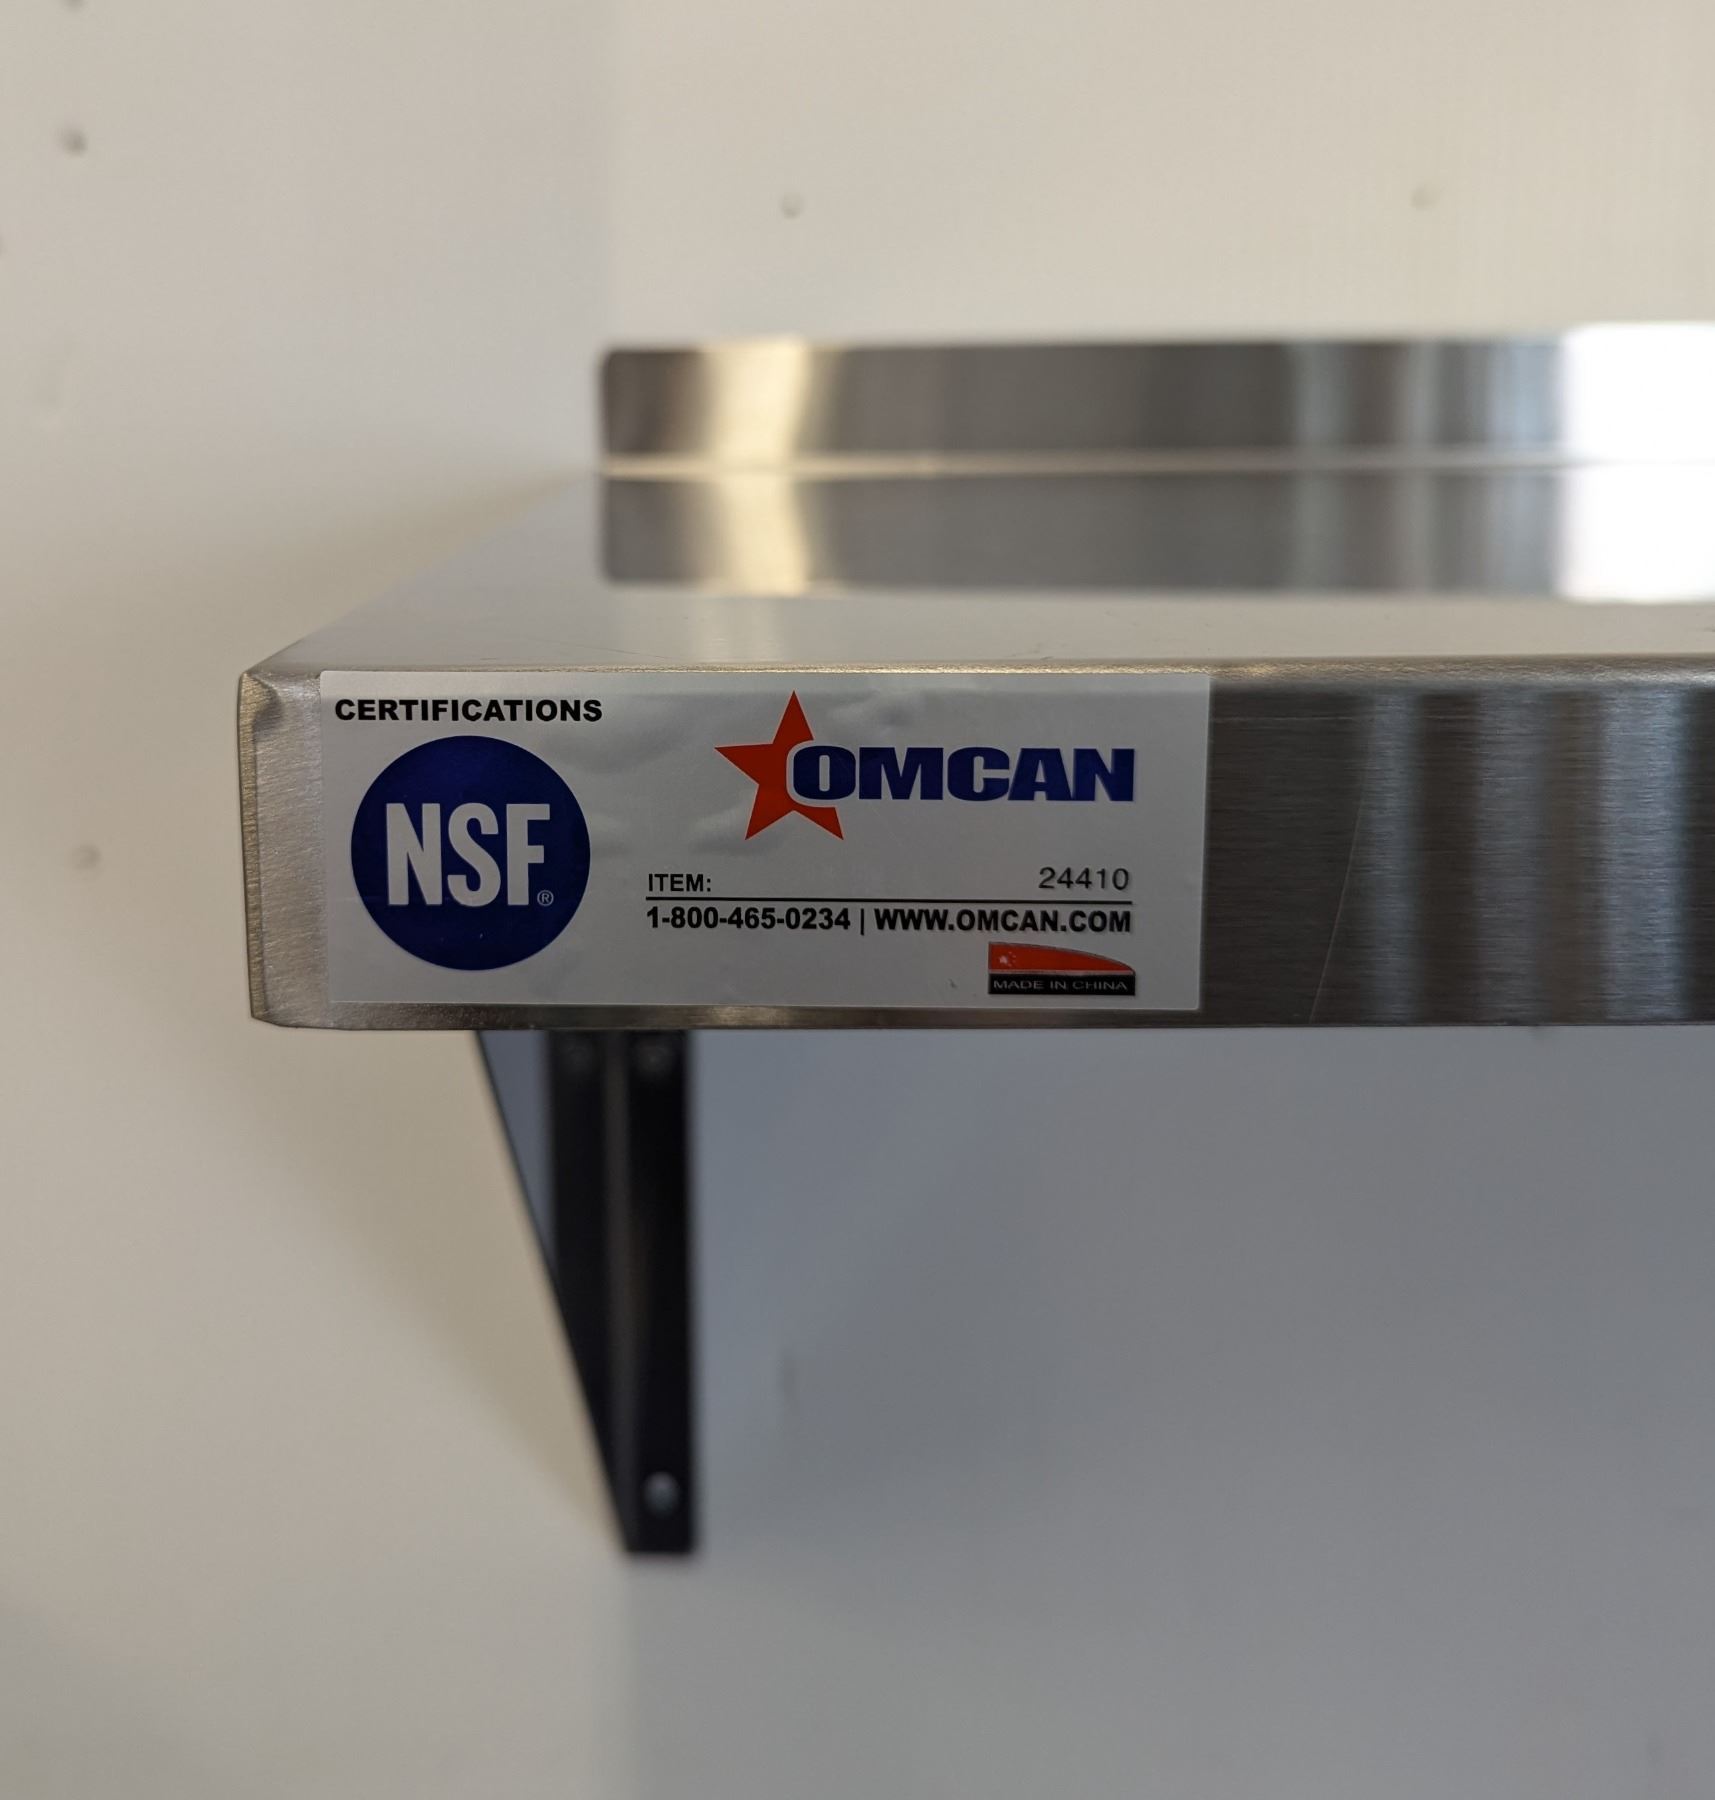 CERTIFICATIONS
NSF®
OMCAN
ITEM: 24410
1-800-465-0234 | WWW.OMCAN.COM
MADE IN CHINA